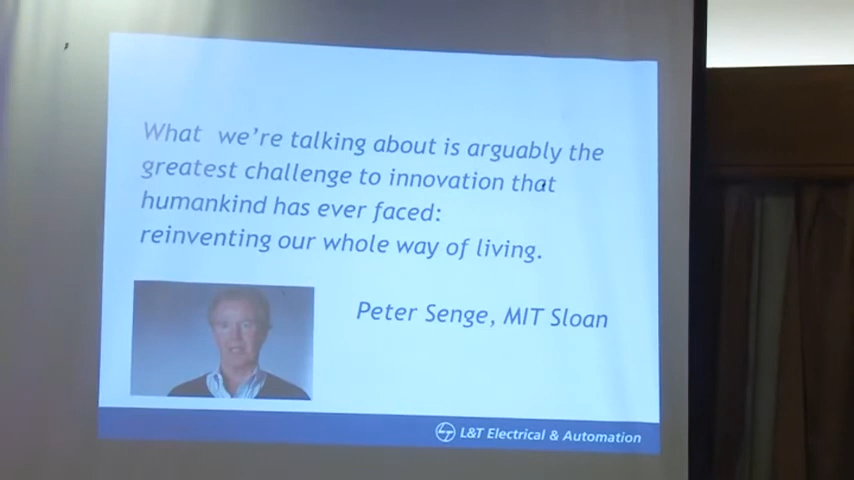 What we're talking about is arguably the
greatest challenge to innovation that
humankind has ever faced:
reinventing our whole way of living.
Peter Senge, MIT Sloan
L&T Electrical & Automation